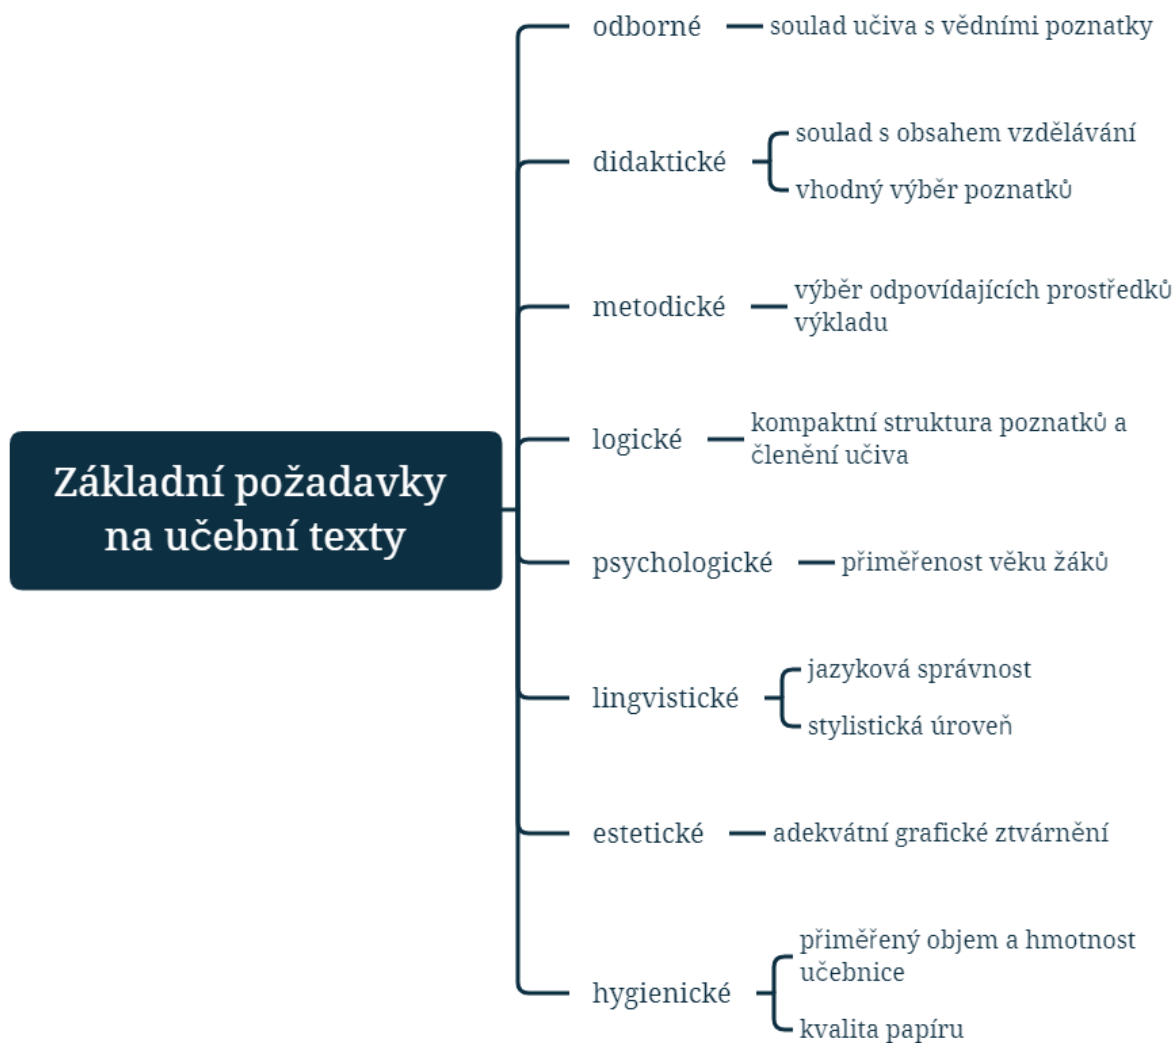 Základní požadavky
na učební texty
odborné
soulad učiva s vědními poznatky
didaktické
soulad s obsahem vzdělávání
vhodný výběr poznatků
metodické
výběr odpovídajících prostředků
výkladu
logické
kompaktní struktura poznatků a
členění učiva
psychologické
přiměřenost věku žáků
lingvistické
jazyková správnost
stylistická úroveň
estetické
adekvátní grafické ztvárnění
hygienické
přiměřený objem a hmotnost
učebnice
kvalita papíru